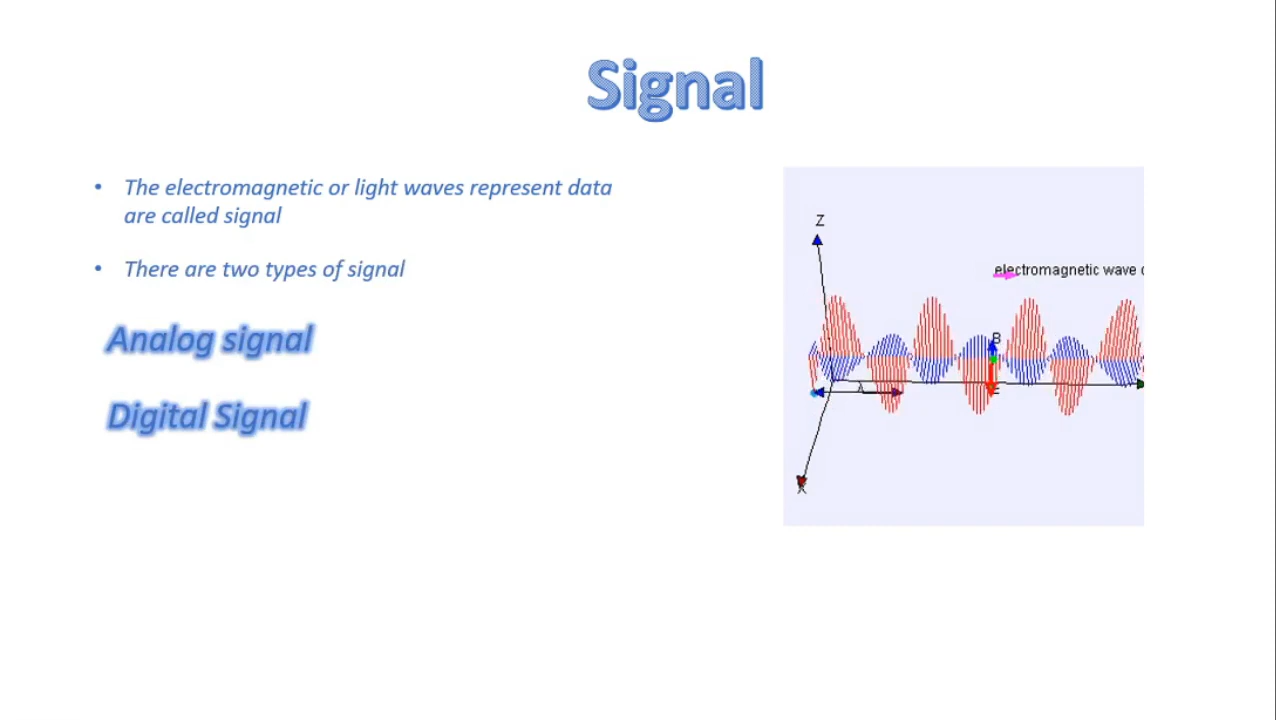 Signal
• The electromagnetic or light waves represent data
are called signal
• There are two types of signal
Analog signal
Digital Signal
Z
electromagnetic wave
B
λ
E
X